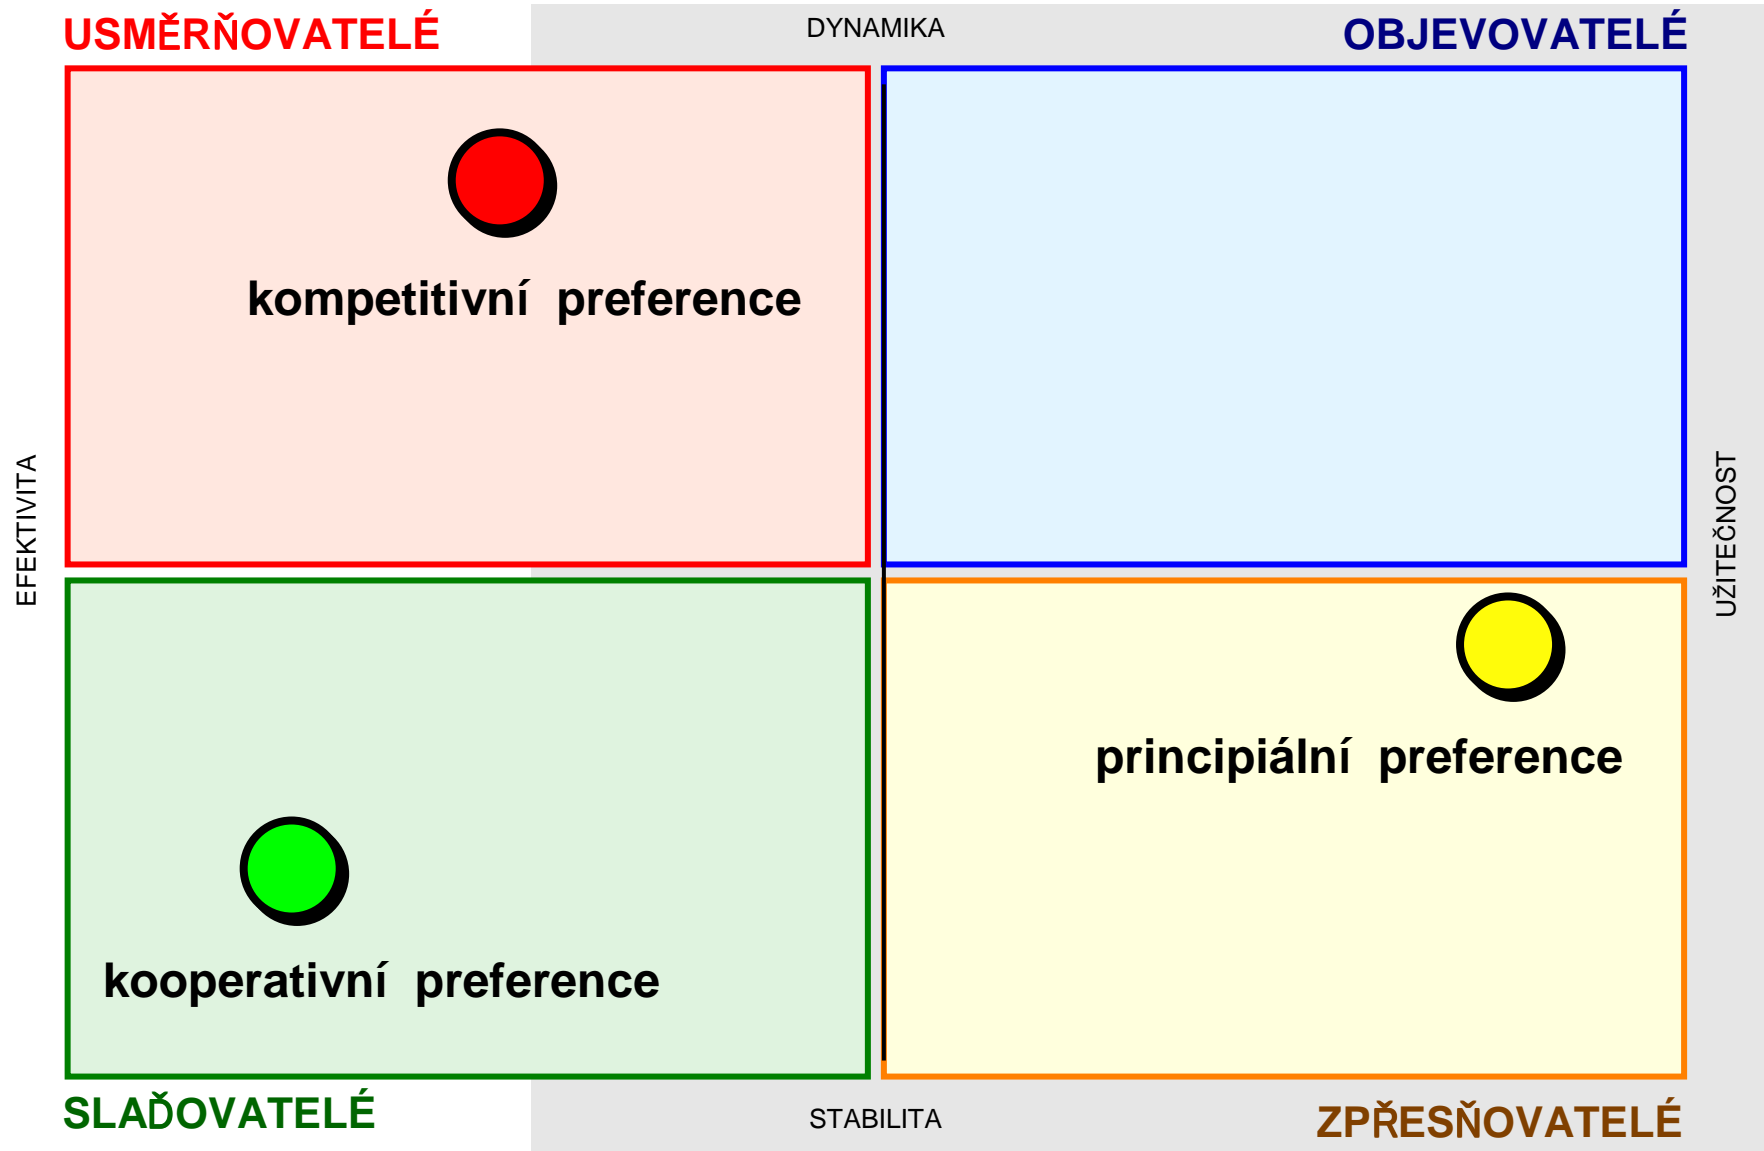 USMĚRŇOVATELÉ
DYNAMIKA
OBJEVOVATELÉ
kompetitivní preference
EFEKTIVITA
UŽITEČNOST
principiální preference
kooperativní preference
SLAĎOVATELÉ
STABILITA
ZPŘESŇOVATELÉ